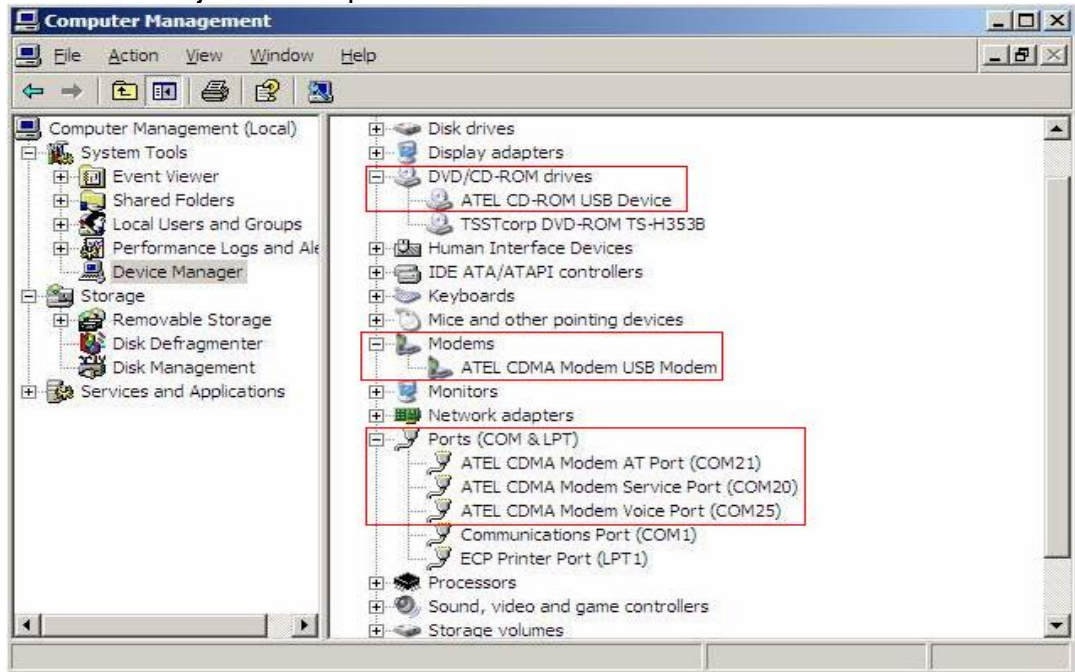 Computer Management
File Action View Window Help
Computer Management (Local)
System Tools
Event Viewer
Shared Folders
Local Users and Groups
Performance Logs and Ale
Device Manager
Storage
Removable Storage
Disk Defragmenter
Disk Management
Services and Applications
Disk drives
Display adapters
DVD/CD-ROM drives
ATEL CD-ROM USB Device
TSSTcorp DVD-ROM TS-H353B
Human Interface Devices
IDE ATA/ATAPI controllers
Keyboards
Mice and other pointing devices
Modems
ATEL CDMA Modem USB Modem
Monitors
Network adapters
Ports (COM & LPT)
ATEL CDMA Modem AT Port (COM21)
ATEL CDMA Modem Service Port (COM20)
ATEL CDMA Modem Voice Port (COM25)
Communications Port (COM1)
ECP Printer Port (LPT1)
Processors
Sound, video and game controllers
Storage volumes